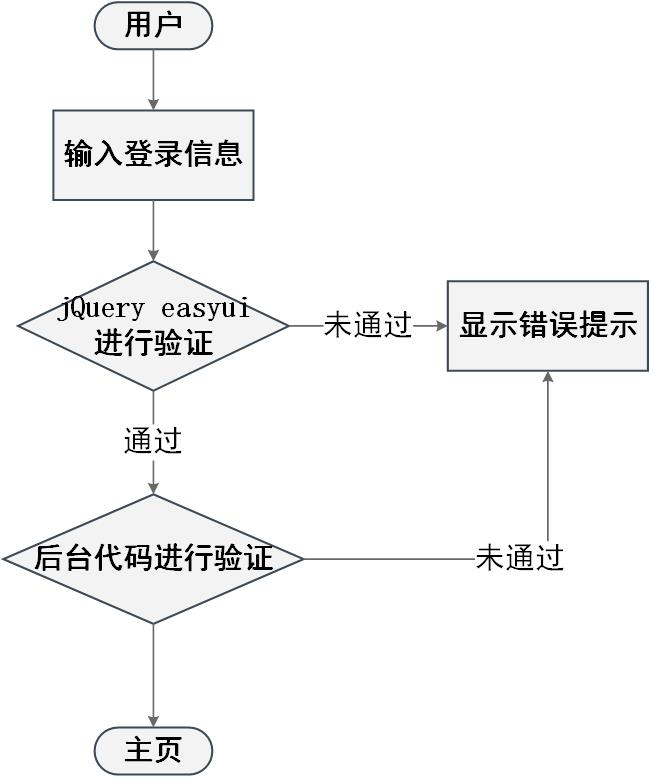 用户
输入登录信息
jQuery easyui
进行验证
未通过
显示错误提示
通过
后台代码进行验证
未通过
主页